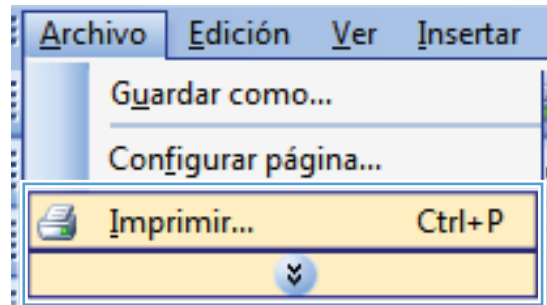 Archivo Edición Ver Insertar
Guardar como...
Configurar página...
Imprimir... Ctrl+P